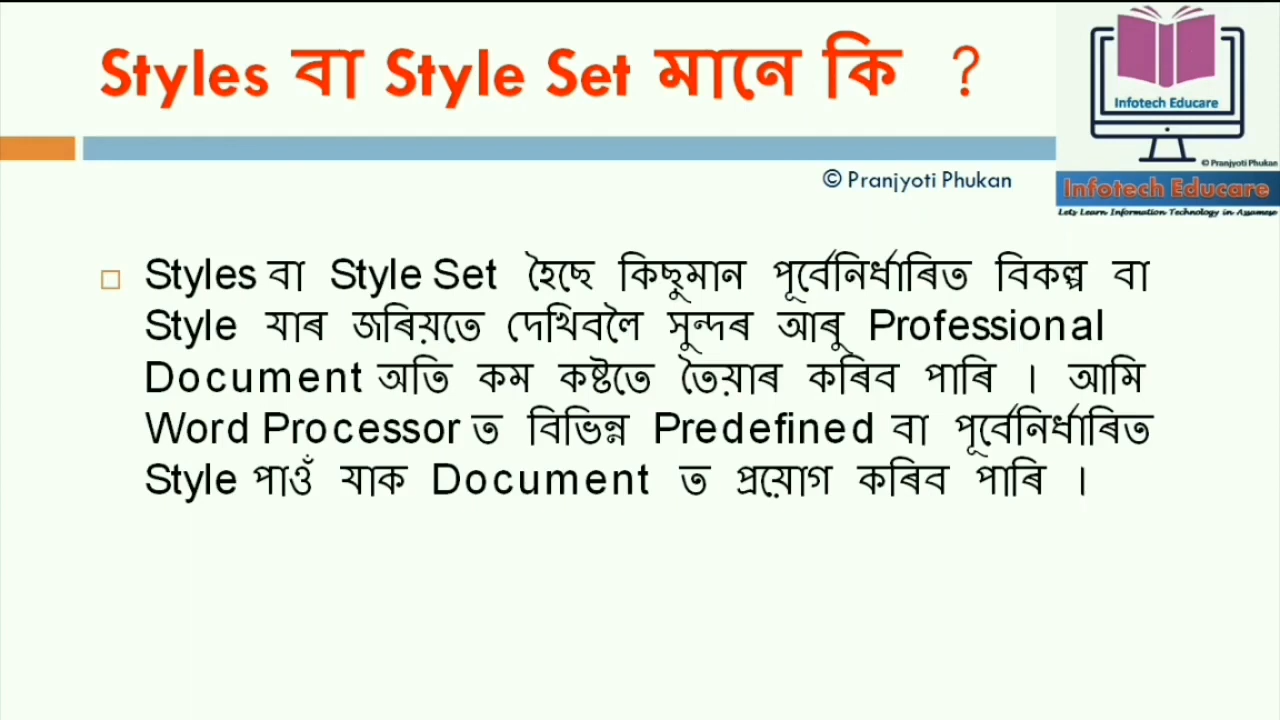 Styles বা Style Set মানে কি ?
Infotech Educare
© Pranjyoti Phukan
Infotech Educare
Lets Learn Information Technology in Assamese
© Pranjyoti Phukan
Styles বা Style Set হৈছে কিছুমান পূৰ্বেনিৰ্ধাৰিত বিকল্প বা
Style যাৰ জৰিয়তে দেখিবলৈ সুন্দৰ আৰু Professional
Document অতি কম কষ্টতে তৈয়াৰ কৰিব পাৰি । আমি
Word Processor ত বিভিন্ন Predefined বা পূৰ্বেনিৰ্ধাৰিত
Style পাওঁ যাক Document ত প্ৰয়োগ কৰিব পাৰি ।